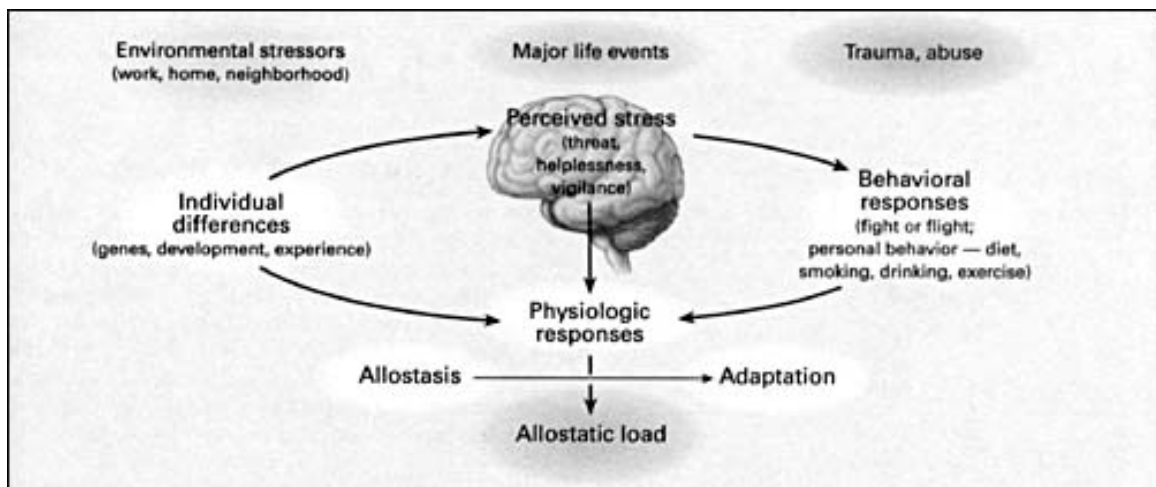 Environmental stressors
(work, home, neighborhood)
Major life events
Trauma, abuse
Perceived stress
(threat,
helplessness,
vigilance)
Individual
differences
(genes, development, experience)
Behavioral
responses
(fight or flight;
personal behavior — diet,
smoking, drinking, exercise)
Physiologic
responses
Allostasis
Adaptation
Allostatic load